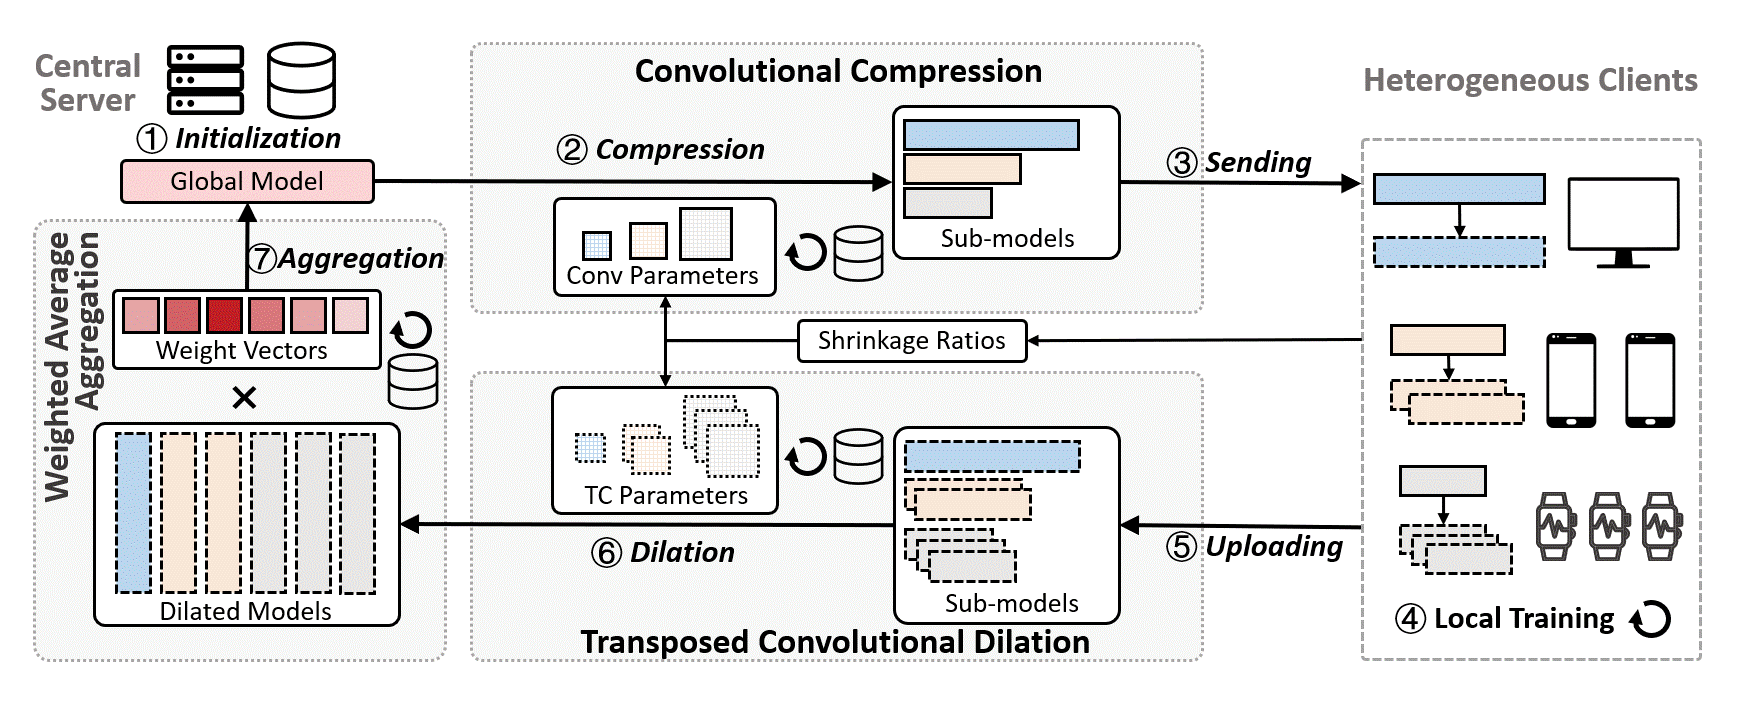 Central
Server
① Initialization
Global Model
Convolutional Compression
② Compression
Sub-models
Conv Parameters
③ Sending
Heterogeneous Clients
Shrinkage Ratios
Weighted Average
Aggregation
⑦Aggregation
Weight Vectors
×
Dilated Models
TC Parameters
⑥ Dilation
Sub-models
Transposed Convolutional Dilation
⑤ Uploading
④ Local Training